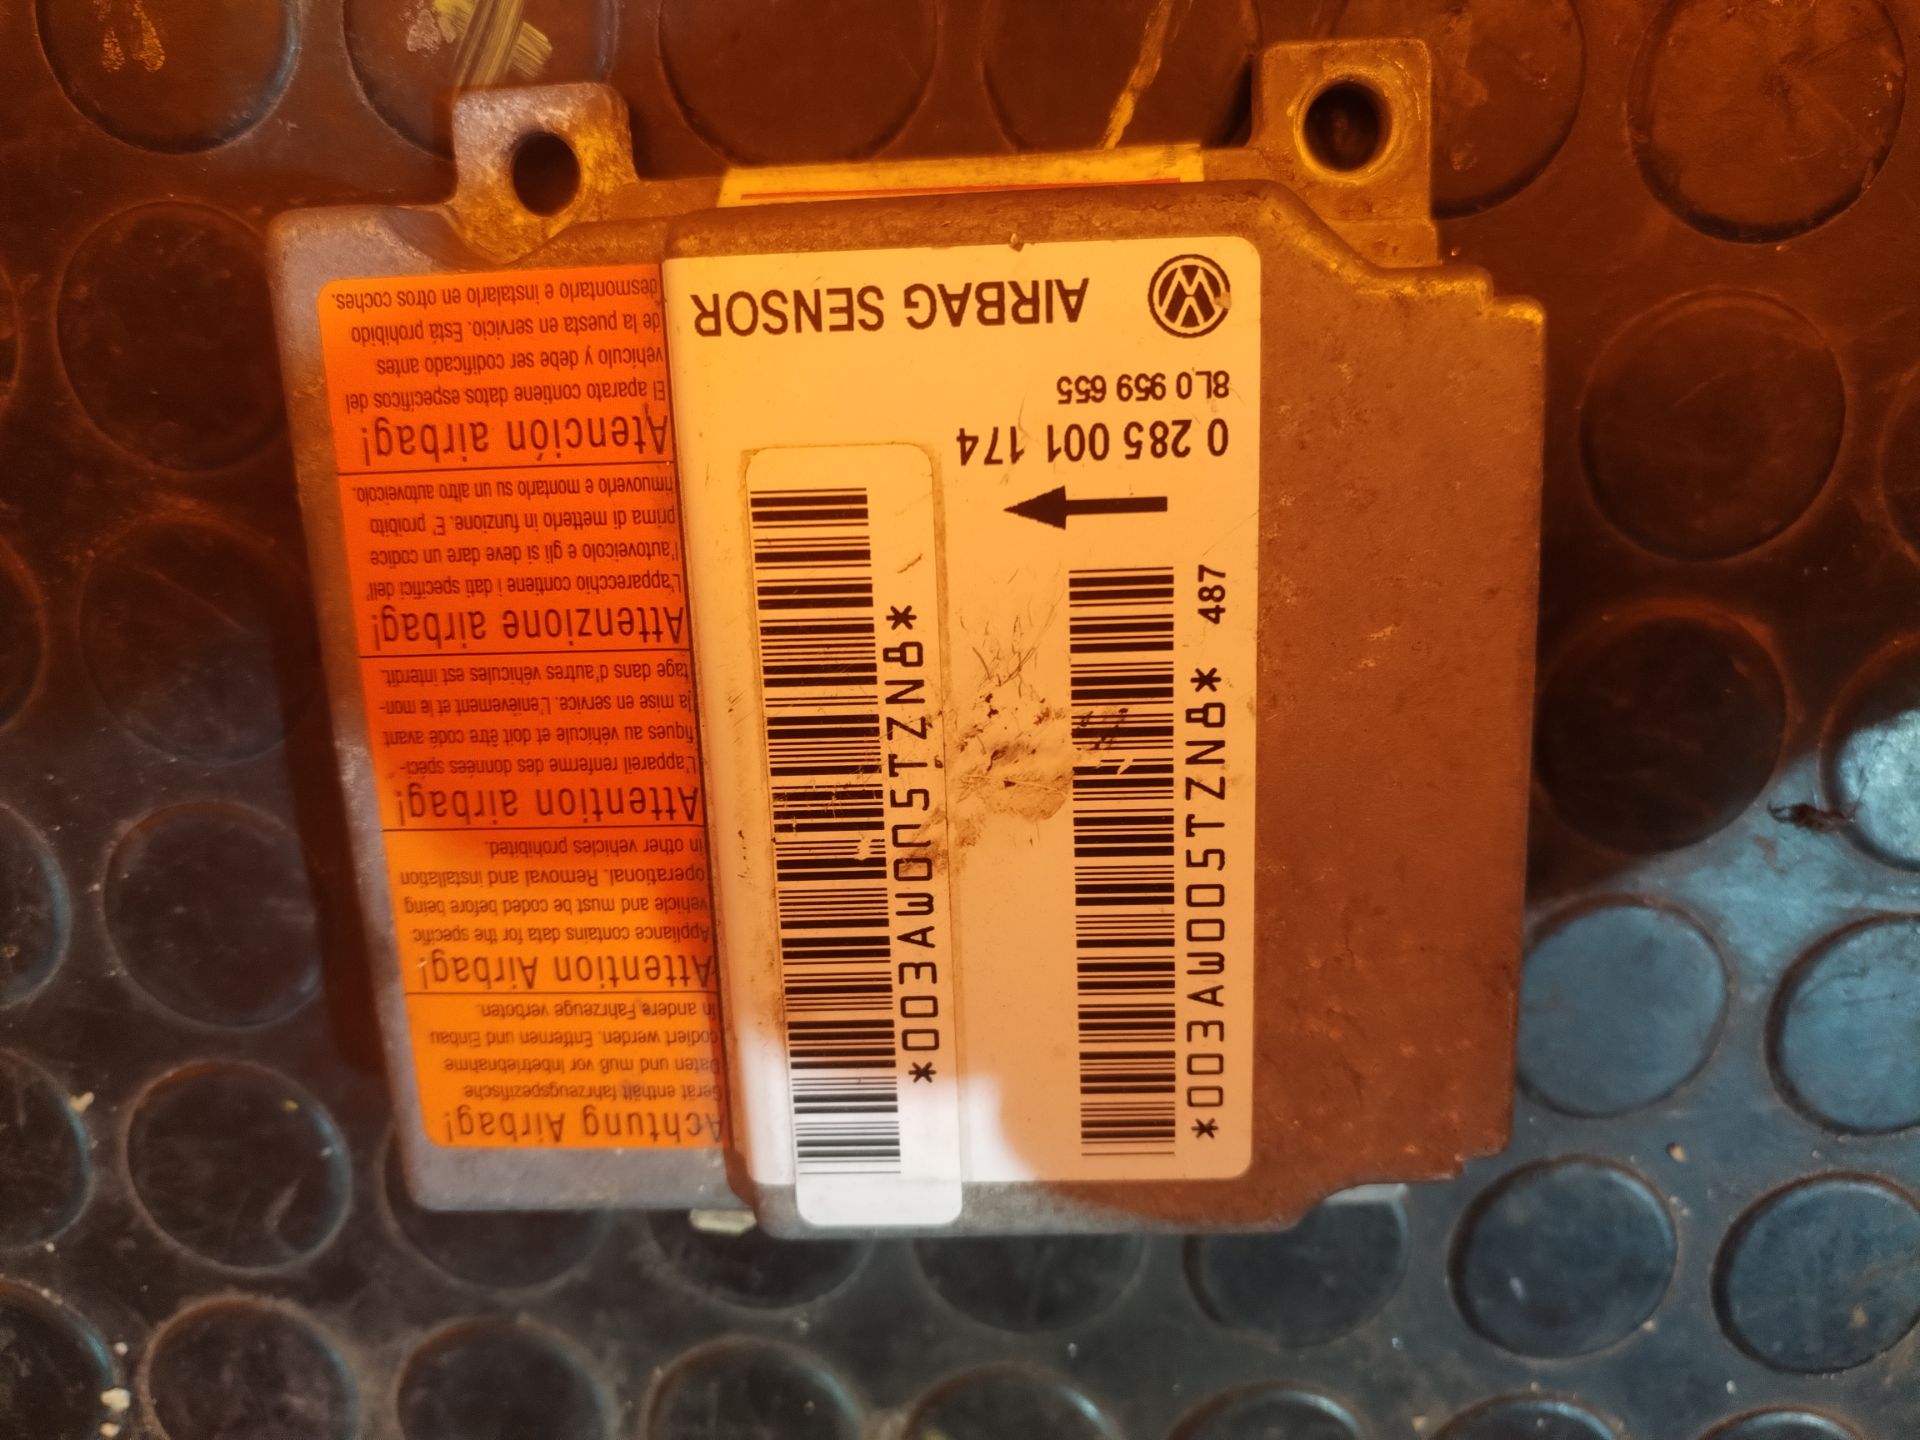 AIRBAG SENSOR
8L0 959 655
0 285 001 174
487
*003AW005TZN8*
*003AW005TZN8*
Achtung Airbag!
Gerät enthält fahrzeugspezifische
Daten und muß vor Inbetriebnahme
codiert werden. Entfernen und Einbau
in andere Fahrzeuge verboten.
Attention Airbag!
Appliance contains data for the specific
vehicle and must be coded before being
operational. Removal and installation
in other vehicles prohibited.
Attention airbag!
L'appareil renferme des données spéci-
fiques au véhicule et doit être codé avant
la mise en service. L'enlèvement et le mon-
tage dans d'autres véhicules est interdit.
Attenzione airbag!
L'apparecchio contiene i dati specifici dell'
l'autoveicolo e gli si deve dare un codice
prima di metterlo in funzione. E' proibito
rimuoverlo e montarlo su un altro autoveicolo.
Atención airbag!
El aparato contiene datos específicos del
vehículo y debe ser codificado antes
de la puesta en servicio. Está prohibido
desmontarlo e instalarlo en otros coches.